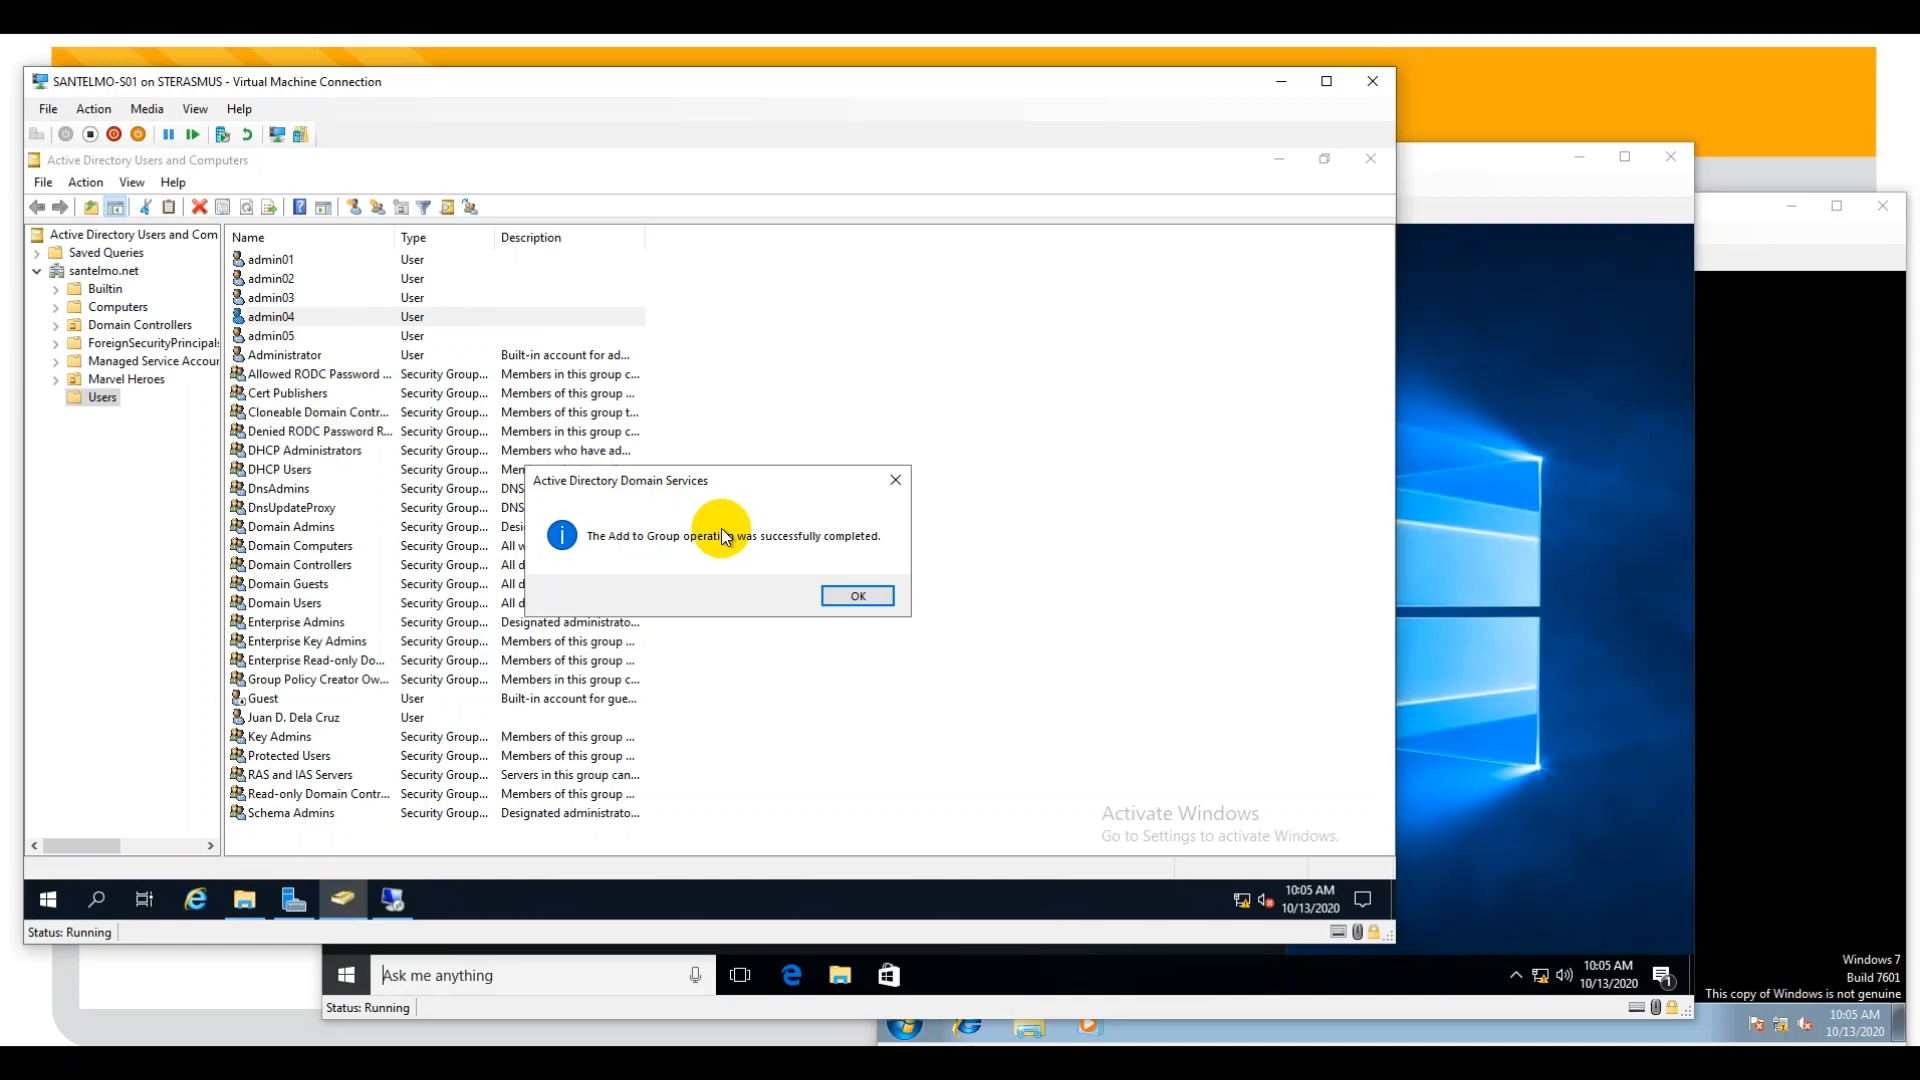 SANTELMO-S01 on STERASMUS - Virtual Machine Connection
File Action Media View Help
Active Directory Users and Computers
File Action View Help
Active Directory Users and Com
Saved Queries
santelmo.net
Builtin
Computers
Domain Controllers
ForeignSecurityPrincipals
Managed Service Accour
Marvel Heroes
Users
Name Type Description
admin01 User
admin02 User
admin03 User
admin04 User
admin05 User
Administrator User Built-in account for ad...
Allowed RODC Password ... Security Group... Members in this group c...
Cert Publishers Security Group... Members of this group ...
Cloneable Domain Contr... Security Group... Members of this group t...
Denied RODC Password R... Security Group... Members in this group c...
DHCP Administrators Security Group... Members who have ad...
DHCP Users Security Group... Men
DnsAdmins Security Group... DNS
DnsUpdateProxy Security Group... DNS
Domain Admins Security Group... Desi
Domain Computers Security Group... All w
Domain Controllers Security Group... All d
Domain Guests Security Group... All d
Domain Users Security Group... All d
Enterprise Admins Security Group... Designated administrato...
Enterprise Key Admins Security Group... Members of this group ...
Enterprise Read-only Do... Security Group... Members of this group ...
Group Policy Creator Ow... Security Group... Members in this group c...
Guest User Built-in account for gue...
Juan D. Dela Cruz User
Key Admins Security Group... Members of this group ...
Protected Users Security Group... Members of this group ...
RAS and IAS Servers Security Group... Servers in this group can...
Read-only Domain Contr... Security Group... Members of this group ...
Schema Admins Security Group... Designated administrato...
Active Directory Domain Services
The Add to Group operation was successfully completed.
OK
Activate Windows
Go to Settings to activate Windows.
10:05 AM
10/13/2020
Status: Running
Ask me anything
10:05 AM
10/13/2020
1
Status: Running
Windows 7
Build 7601
This copy of Windows is not genuine
10:05 AM
10/13/2020